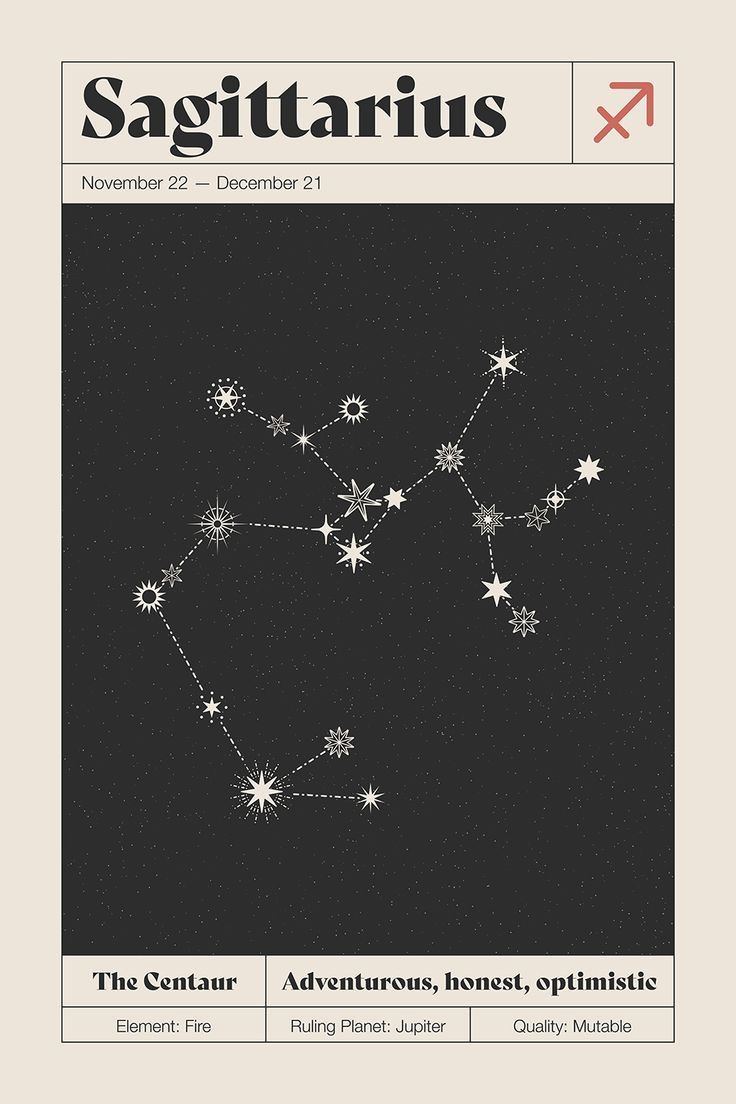 Sagittarius
November 22 — December 21
The Centaur
Adventurous, honest, optimistic
Element: Fire
Ruling Planet: Jupiter
Quality: Mutable